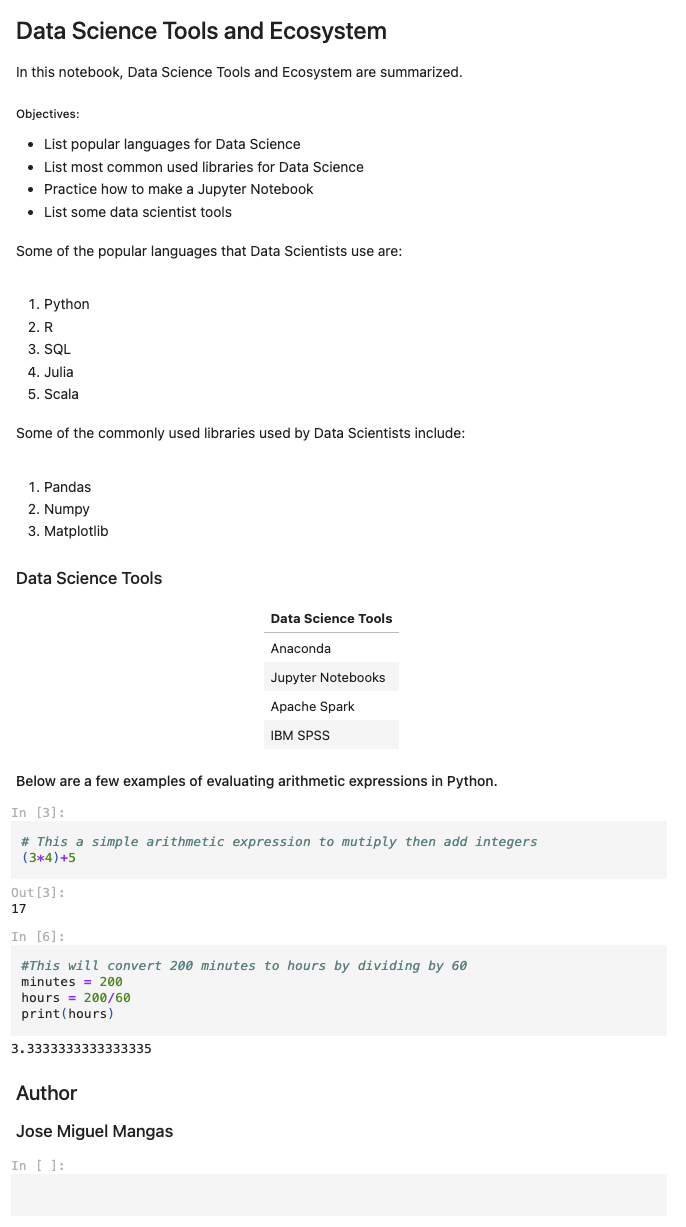 Data Science Tools and Ecosystem
In this notebook, Data Science Tools and Ecosystem are summarized.
Objectives:
• List popular languages for Data Science
• List most common used libraries for Data Science
• Practice how to make a Jupyter Notebook
• List some data scientist tools
Some of the popular languages that Data Scientists use are:
1. Python
2. R
3. SQL
4. Julia
5. Scala
Some of the commonly used libraries used by Data Scientists include:
1. Pandas
2. Numpy
3. Matplotlib
Data Science Tools
Data Science Tools
Anaconda
Jupyter Notebooks
Apache Spark
IBM SPSS
Below are a few examples of evaluating arithmetic expressions in Python.
In [3]:
# This a simple arithmetic expression to mutiply then add integers
(3*4)+5
Out[3]:
17
In [6]:
#This will convert 200 minutes to hours by dividing by 60
minutes = 200
hours = 200/60
print(hours)
3.3333333333333335
Author
Jose Miguel Mangas
In [ ]: